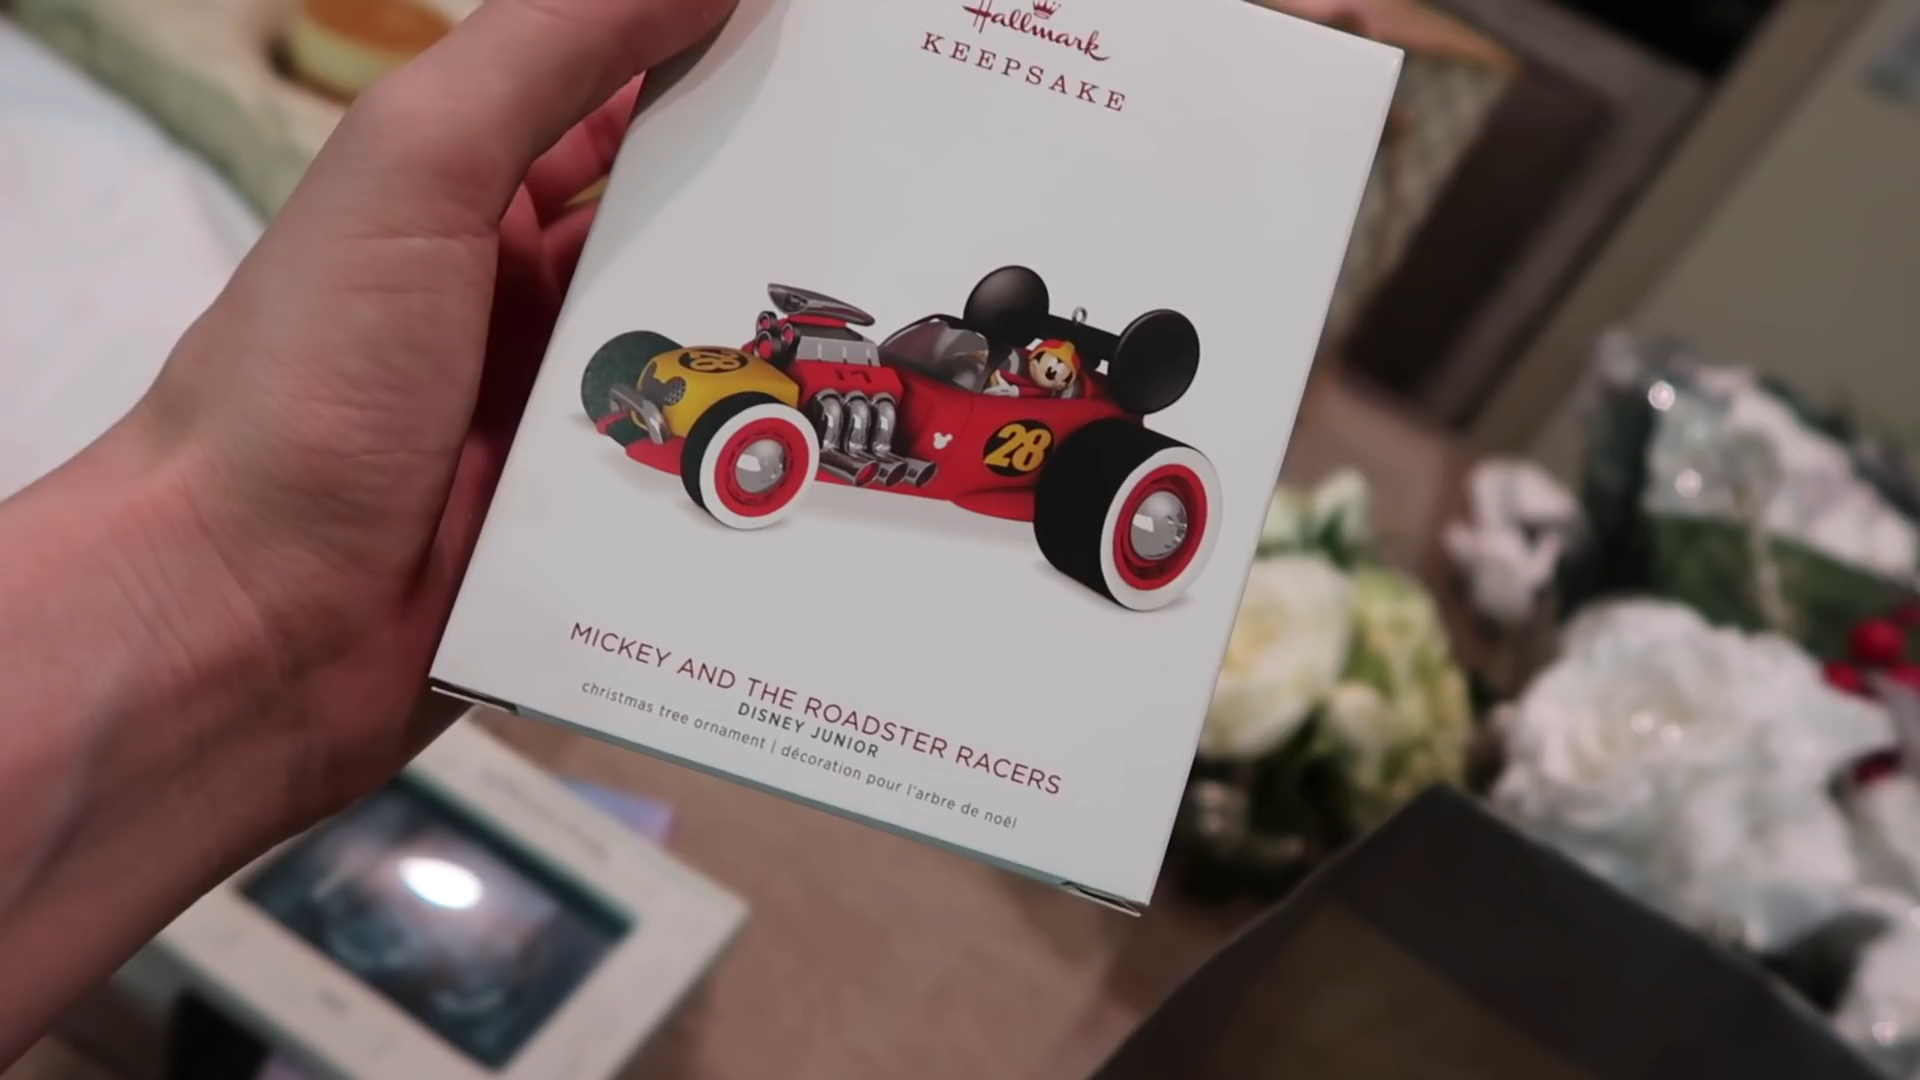 Hallmark
KEEPSAKE
28
28
MICKEY AND THE ROADSTER RACERS
DISNEY JUNIOR
christmas tree ornament | décoration pour l'arbre de noël